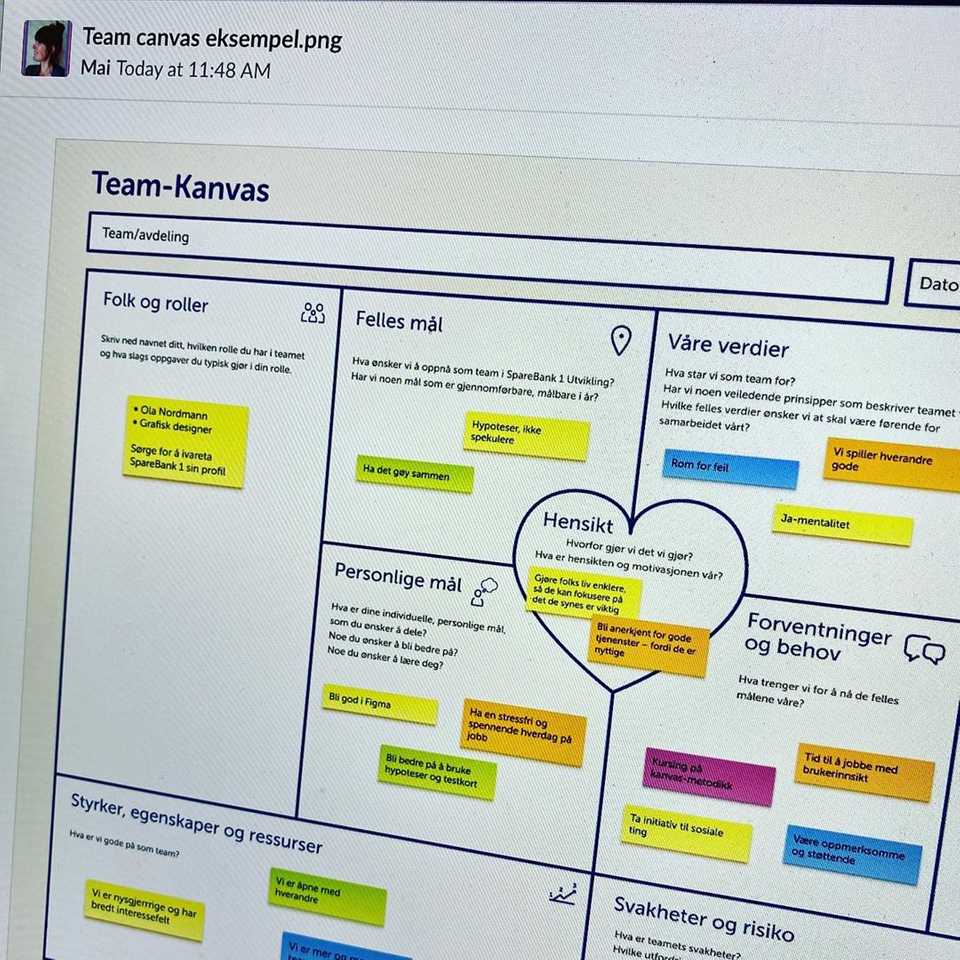 Team canvas eksempel.png
Mai Today at 11:48 AM
Team-Kanvas
Team/avdeling
Dato
Folk og roller
Skriv ned navnet ditt, hvilken rolle du har i teamet
og hva slags oppgaver du typisk gjør i din rolle.
• Ola Nordmann
• Grafisk designer
Sørge for å ivareta
SpareBank 1 sin profil
Felles mål
Hva ønsker vi å oppnå som team i SpareBank 1 Utvikling?
Har vi noen mål som er gjennomførbare, målbare i år?
Hypoteser, ikke
spekulere
Ha det gøy sammen
Våre verdier
Hva star vi som team for?
Har vi noen veiledende prinsipper som beskriver teamet
Hvilke felles verdier ønsker vi at skal være førende for
samarbeidet vårt?
Rom for feil
Vi spiller hverandre
gode
Ja-mentalitet
Hensikt
Hvorfor gjør vi det vi gjør?
Hva er hensikten og motivasjonen vår?
Gjøre folks liv enklere,
så de kan fokusere på
det de synes er viktig
Bli anerkjent for gode
tjenenster – fordi de er
nyttige
Personlige mål
Hva er dine individuelle, personlige mål,
som du ønsker å dele?
Noe du ønsker å bli bedre på?
Noe du ønsker å lære deg?
Bli god i Figma
Ha en stressfri og
spennende hverdag på
jobb
Bli bedre på å bruke
hypoteser og testkort
Forventninger
og behov
Hva trenger vi for å nå de felles
målene våre?
Kursing på
kanvas-metodikk
Tid til å jobbe med
brukerinnsikt
Ta initiativ til sosiale
ting
Være oppmerksomme
og støttende
Styrker, egenskaper og ressurser
Hva er vi gode på som team?
Vi er nysgjerrige og har
bredt interessefelt
Vi er åpne med
hverandre
Vi er mer og m
Svakheter og risiko
Hva er teamets svakheter?
Hvilke utford